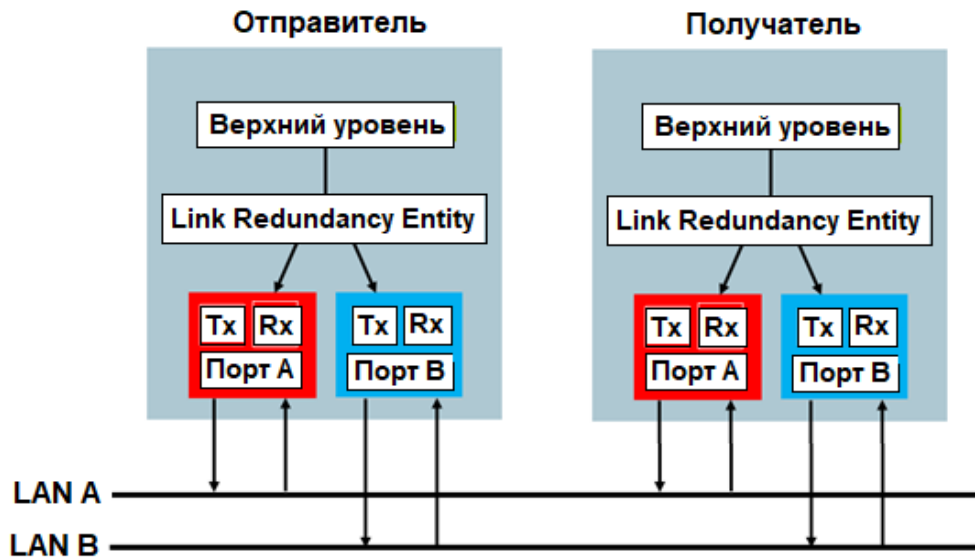 Отправитель
Получатель
Верхний уровень
Верхний уровень
Link Redundancy Entity
Link Redundancy Entity
Tx Rx
Tx Rx
Tx Rx
Tx Rx
Порт A
Порт B
Порт A
Порт B
LAN A
LAN B